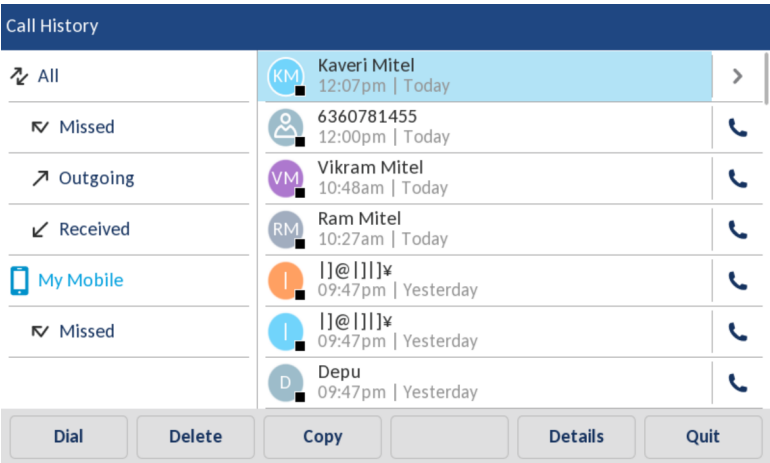 Call History
All
Missed
Outgoing
Received
My Mobile
Missed
KM
Kaveri Mitel
12:07pm | Today
6360781455
12:00pm | Today
VM
Vikram Mitel
10:48am | Today
RM
Ram Mitel
10:27am | Today
|
|]@|]|]¥
09:47pm | Yesterday
|
|]@|]|]¥
09:47pm | Yesterday
D
Depu
09:47pm | Yesterday
Dial
Delete
Copy
Details
Quit